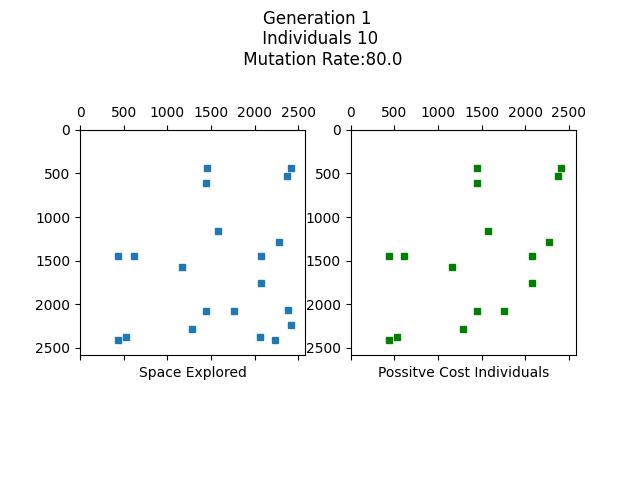 Generation 1
Individuals 10
Mutation Rate:80.0
0 500 1000 1500 2000 2500
0 500 1000 1500 2000 2500
0
500
1000
1500
2000
2500
0
500
1000
1500
2000
2500
Space Explored
Possitve Cost Individuals